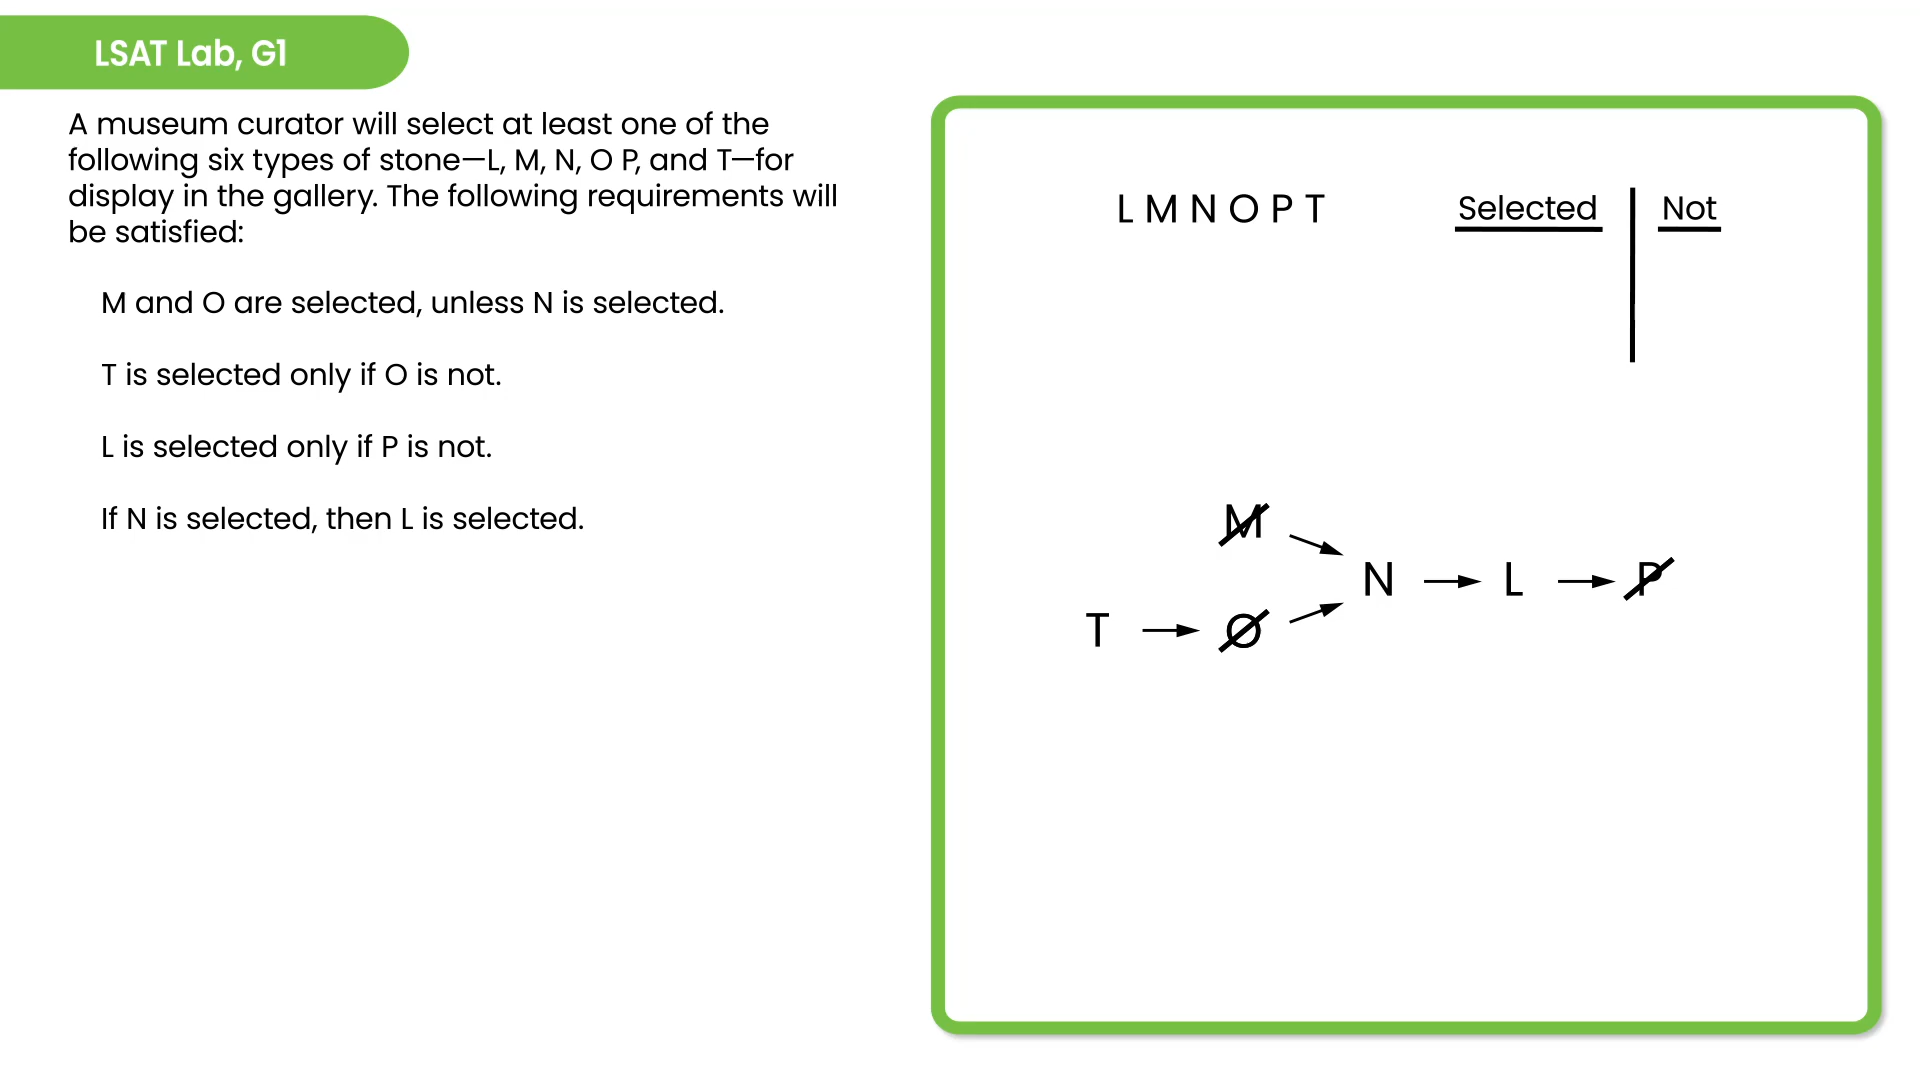 LSAT Lab, G1
A museum curator will select at least one of the
following six types of stone—L, M, N, O P, and T—for
display in the gallery. The following requirements will
be satisfied:
M and O are selected, unless N is selected.
T is selected only if O is not.
L is selected only if P is not.
If N is selected, then L is selected.
L M N O P T
Selected
Not
M
N → L → P
T → O